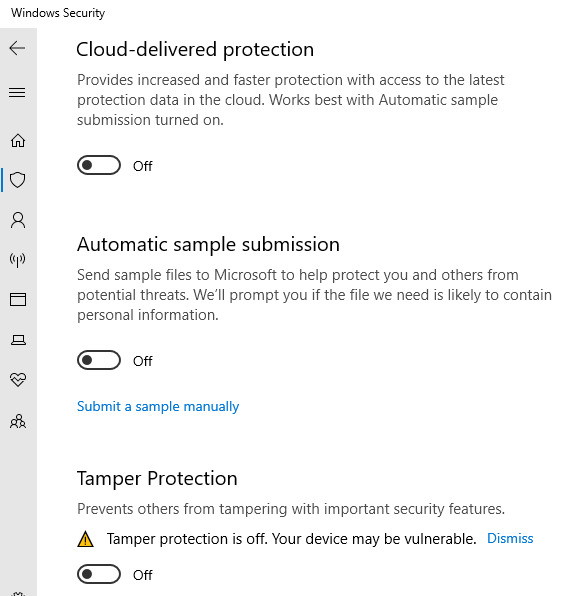 Windows Security
Cloud-delivered protection
Provides increased and faster protection with access to the latest
protection data in the cloud. Works best with Automatic sample
submission turned on.
Off
Automatic sample submission
Send sample files to Microsoft to help protect you and others from
potential threats. We’ll prompt you if the file we need is likely to contain
personal information.
Off
Submit a sample manually
Tamper Protection
Prevents others from tampering with important security features.
Tamper protection is off. Your device may be vulnerable. Dismiss
Off